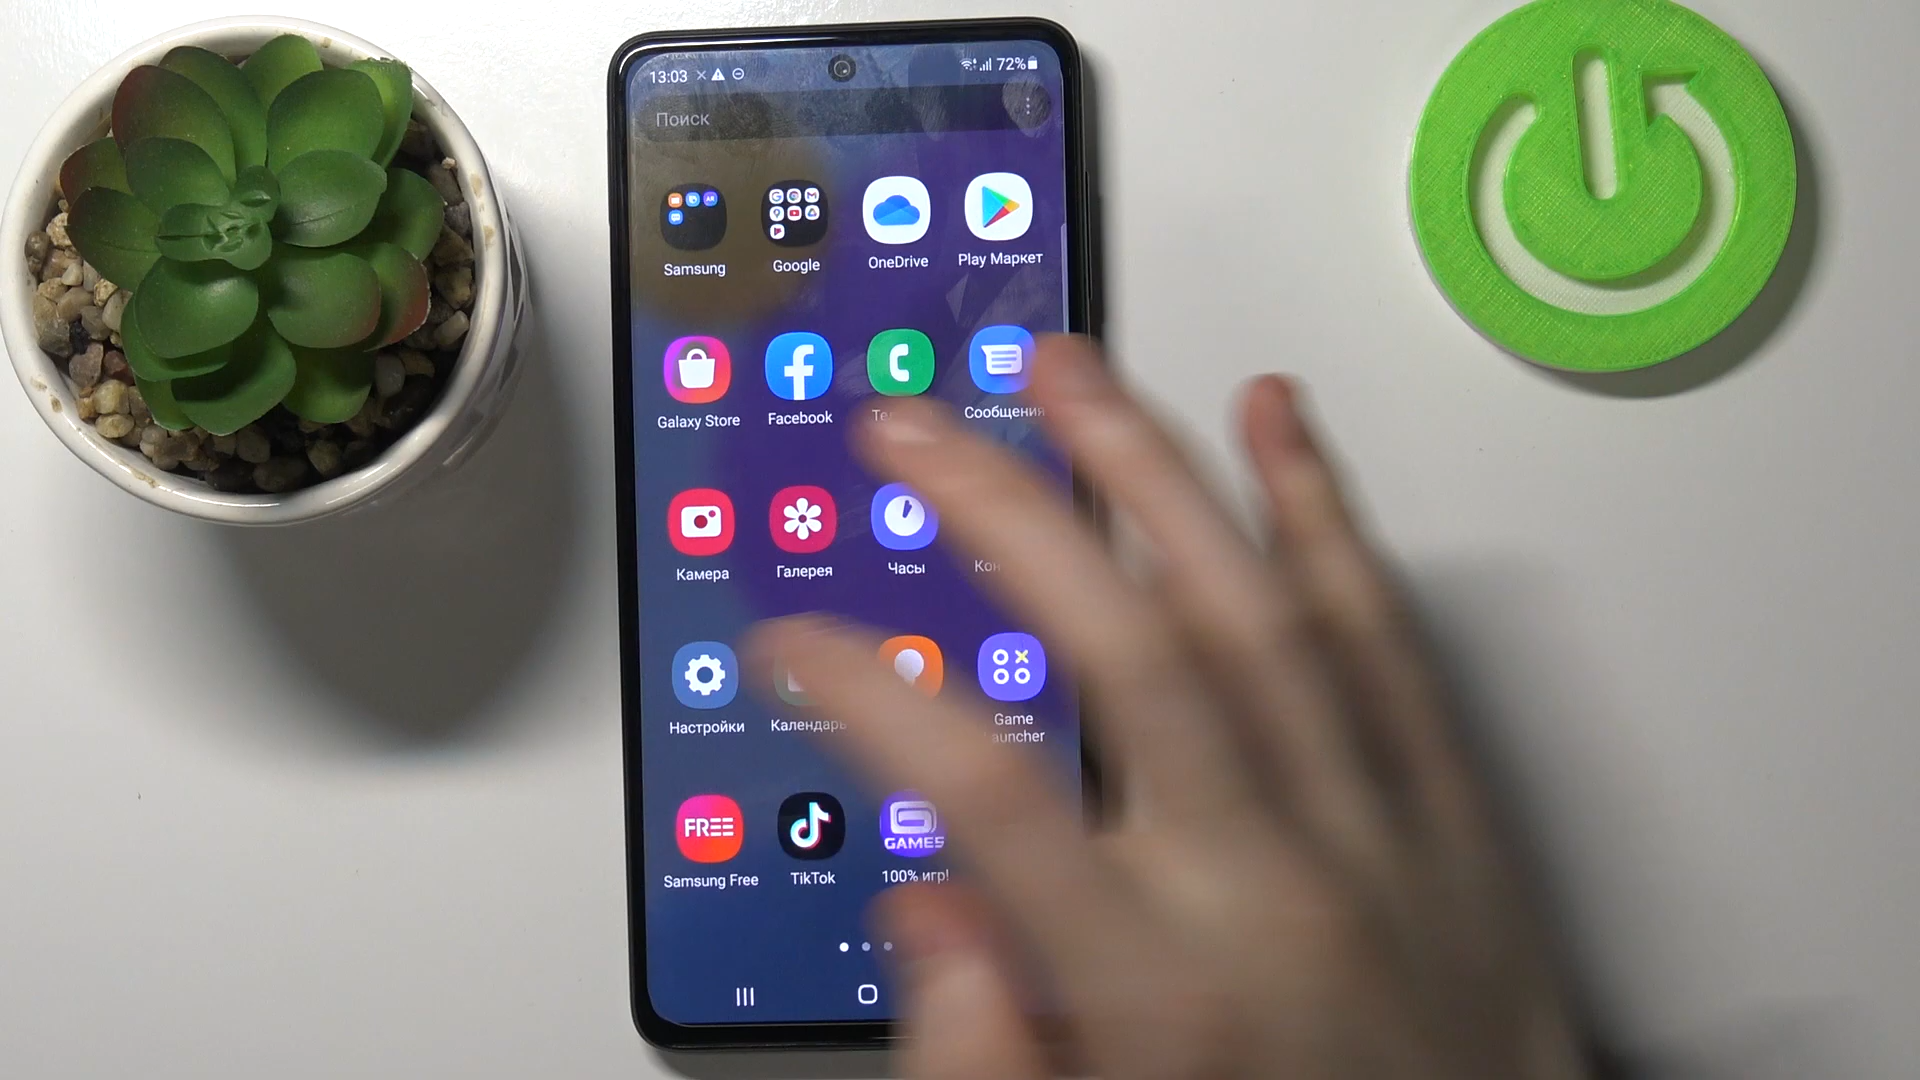 13:03
72%
Поиск
Samsung
Google
OneDrive
Play Маркет
Galaxy Store
Facebook
Сообщения
Камера
Галерея
Часы
Настройки
Календарь
Game
FREE
GAMES
Samsung Free
TikTok
100% игр!